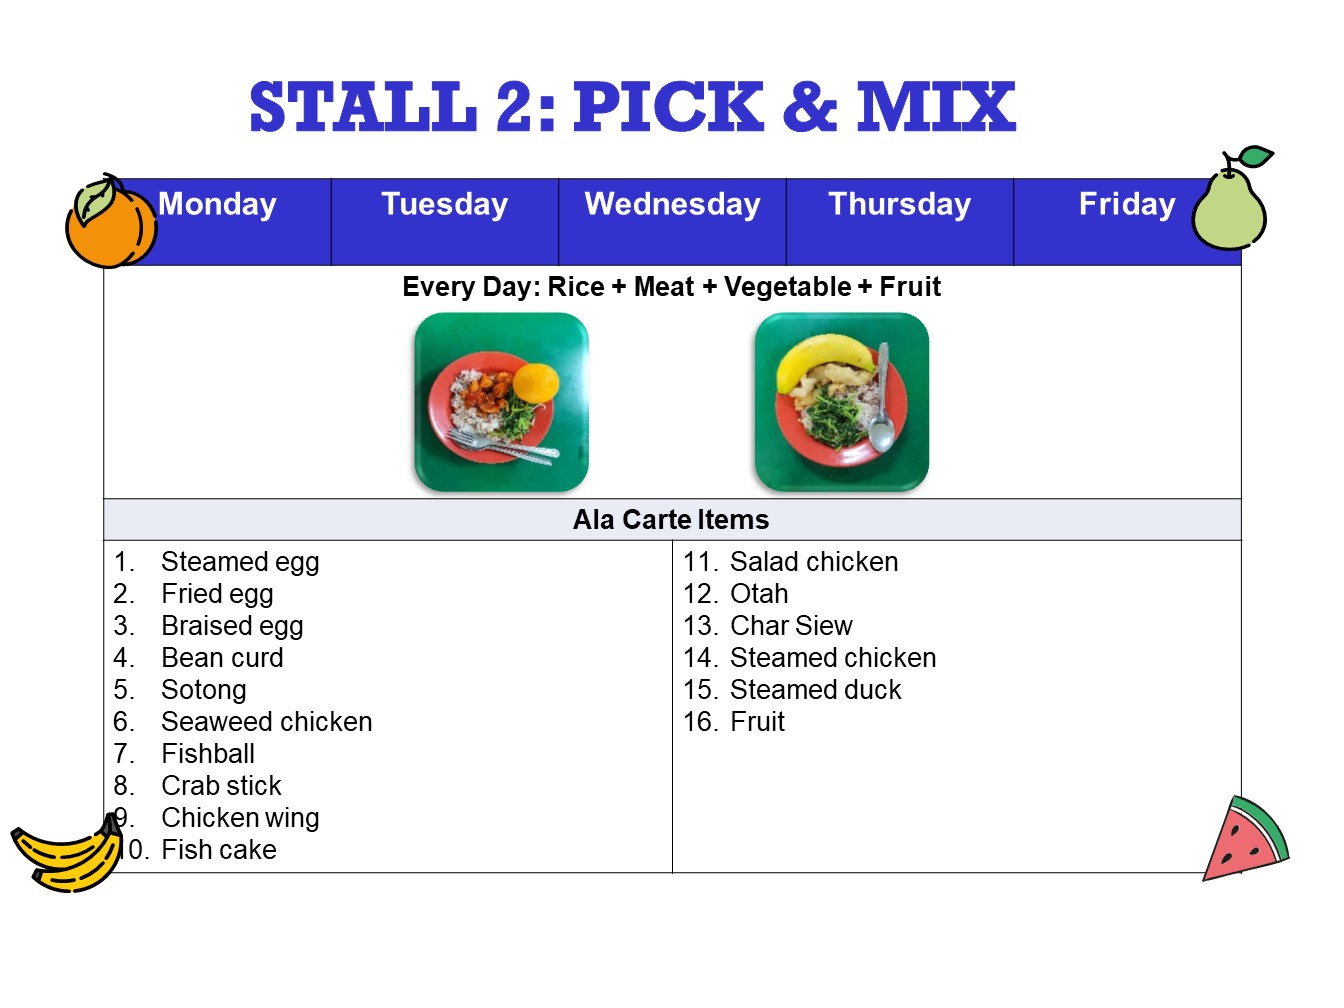 STALL 2: PICK & MIX
Monday
Tuesday
Wednesday
Thursday
Friday
Every Day: Rice + Meat + Vegetable + Fruit
Ala Carte Items
1. Steamed egg
2. Fried egg
3. Braised egg
4. Bean curd
5. Sotong
6. Seaweed chicken
7. Fishball
8. Crab stick
9. Chicken wing
10. Fish cake
11. Salad chicken
12. Otah
13. Char Siew
14. Steamed chicken
15. Steamed duck
16. Fruit